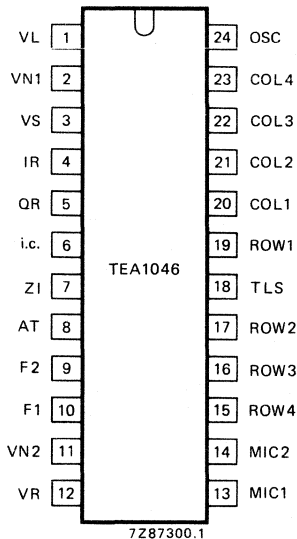 VL 1 24 OSC
VN1 2 23 COL4
VS 3 22 COL3
IR 4 21 COL2
QR 5 20 COL1
i.c. 6 19 ROW1
TEA1046
ZI 7 18 TLS
AT 8 17 ROW2
F2 9 16 ROW3
F1 10 15 ROW4
VN2 11 14 MIC2
VR 12 13 MIC1
7Z87300.1